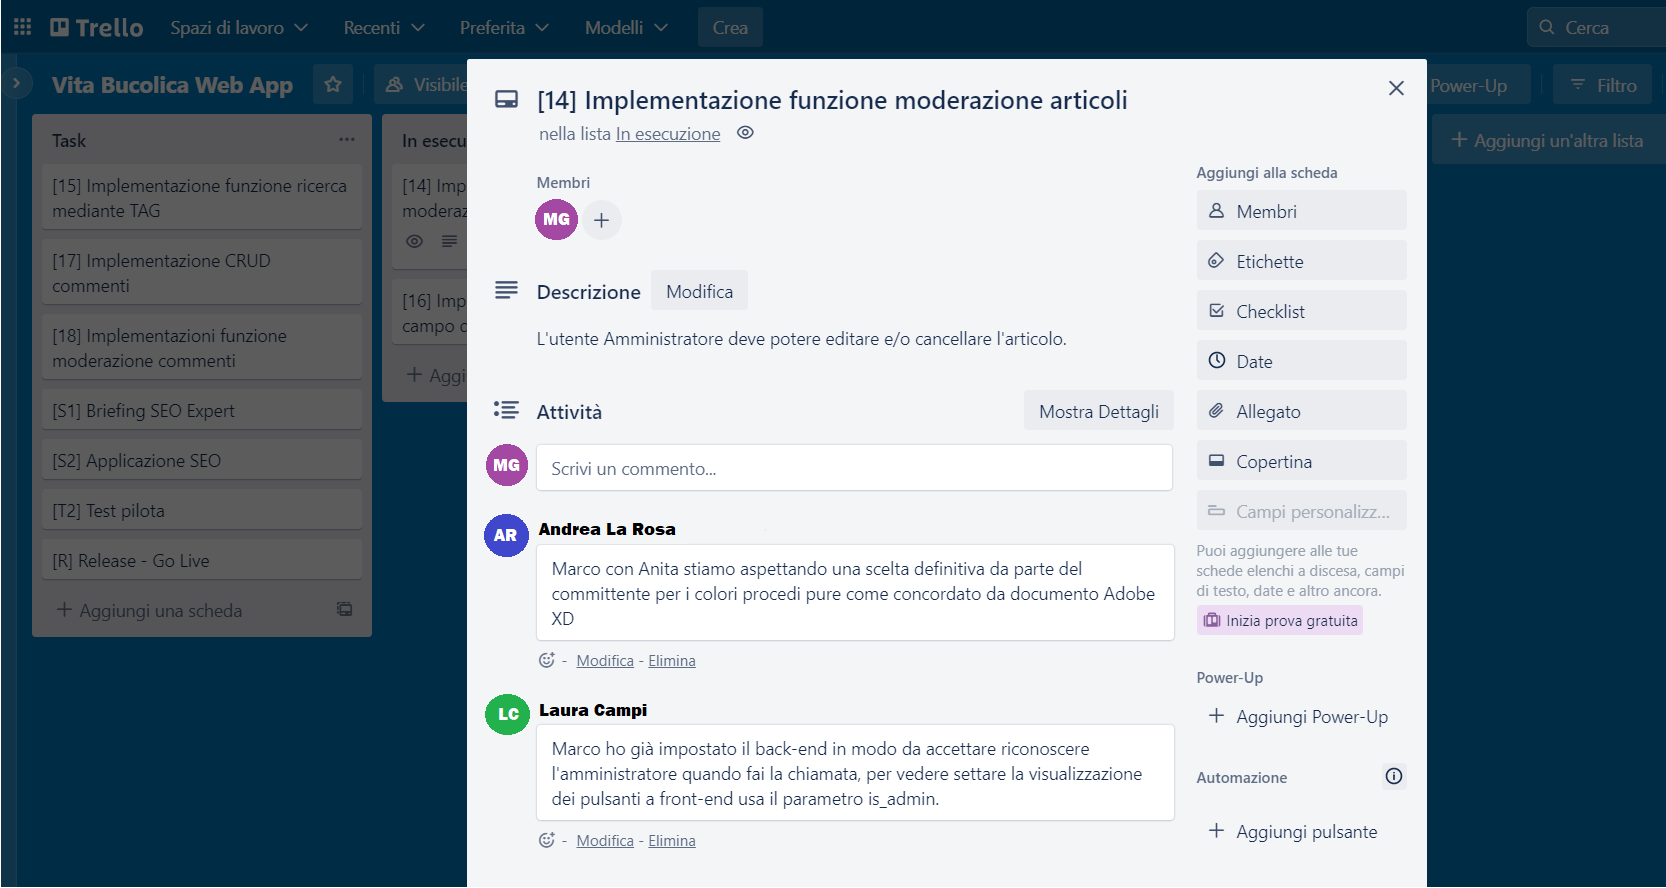 Trello
Spazi di lavoro
Recenti
Preferita
Modelli
Crea
Cerca
Vita Bucolica Web App
Visibile
Power-Up
Filtro
Task
[15] Implementazione funzione ricerca
mediante TAG
[17] Implementazione CRUD
commenti
[18] Implementazioni funzione
moderazione commenti
[S1] Briefing SEO Expert
[S2] Applicazione SEO
[T2] Test pilota
[R] Release - Go Live
+ Aggiungi una scheda
In esecu
[14] Imp
moderaz
[16] Imp
campo
+ Aggi
+ Aggiungi un'altra lista
[14] Implementazione funzione moderazione articoli
nella lista In esecuzione
Membri
MG
+
Descrizione
Modifica
L'utente Amministratore deve potere editare e/o cancellare l'articolo.
Attività
Mostra Dettagli
MG
Scrivi un commento...
AR
Andrea La Rosa
Marco con Anita stiamo aspettando una scelta definitiva da parte del
committente per i colori procedi pure come concordato da documento Adobe
XD
- Modifica - Elimina
LC
Laura Campi
Marco ho già impostato il back-end in modo da accettare riconoscere
l'amministratore quando fai la chiamata, per vedere settare la visualizzazione
dei pulsanti a front-end usa il parametro is_admin.
- Modifica - Elimina
Aggiungi alla scheda
Membri
Etichette
Checklist
Date
Allegato
Copertina
Campi personalizz...
Puoi aggiungere alle tue
schede elenchi a discesa, campi
di testo, date e altro ancora.
Inizia prova gratuita
Power-Up
+ Aggiungi Power-Up
Automazione
+ Aggiungi pulsante